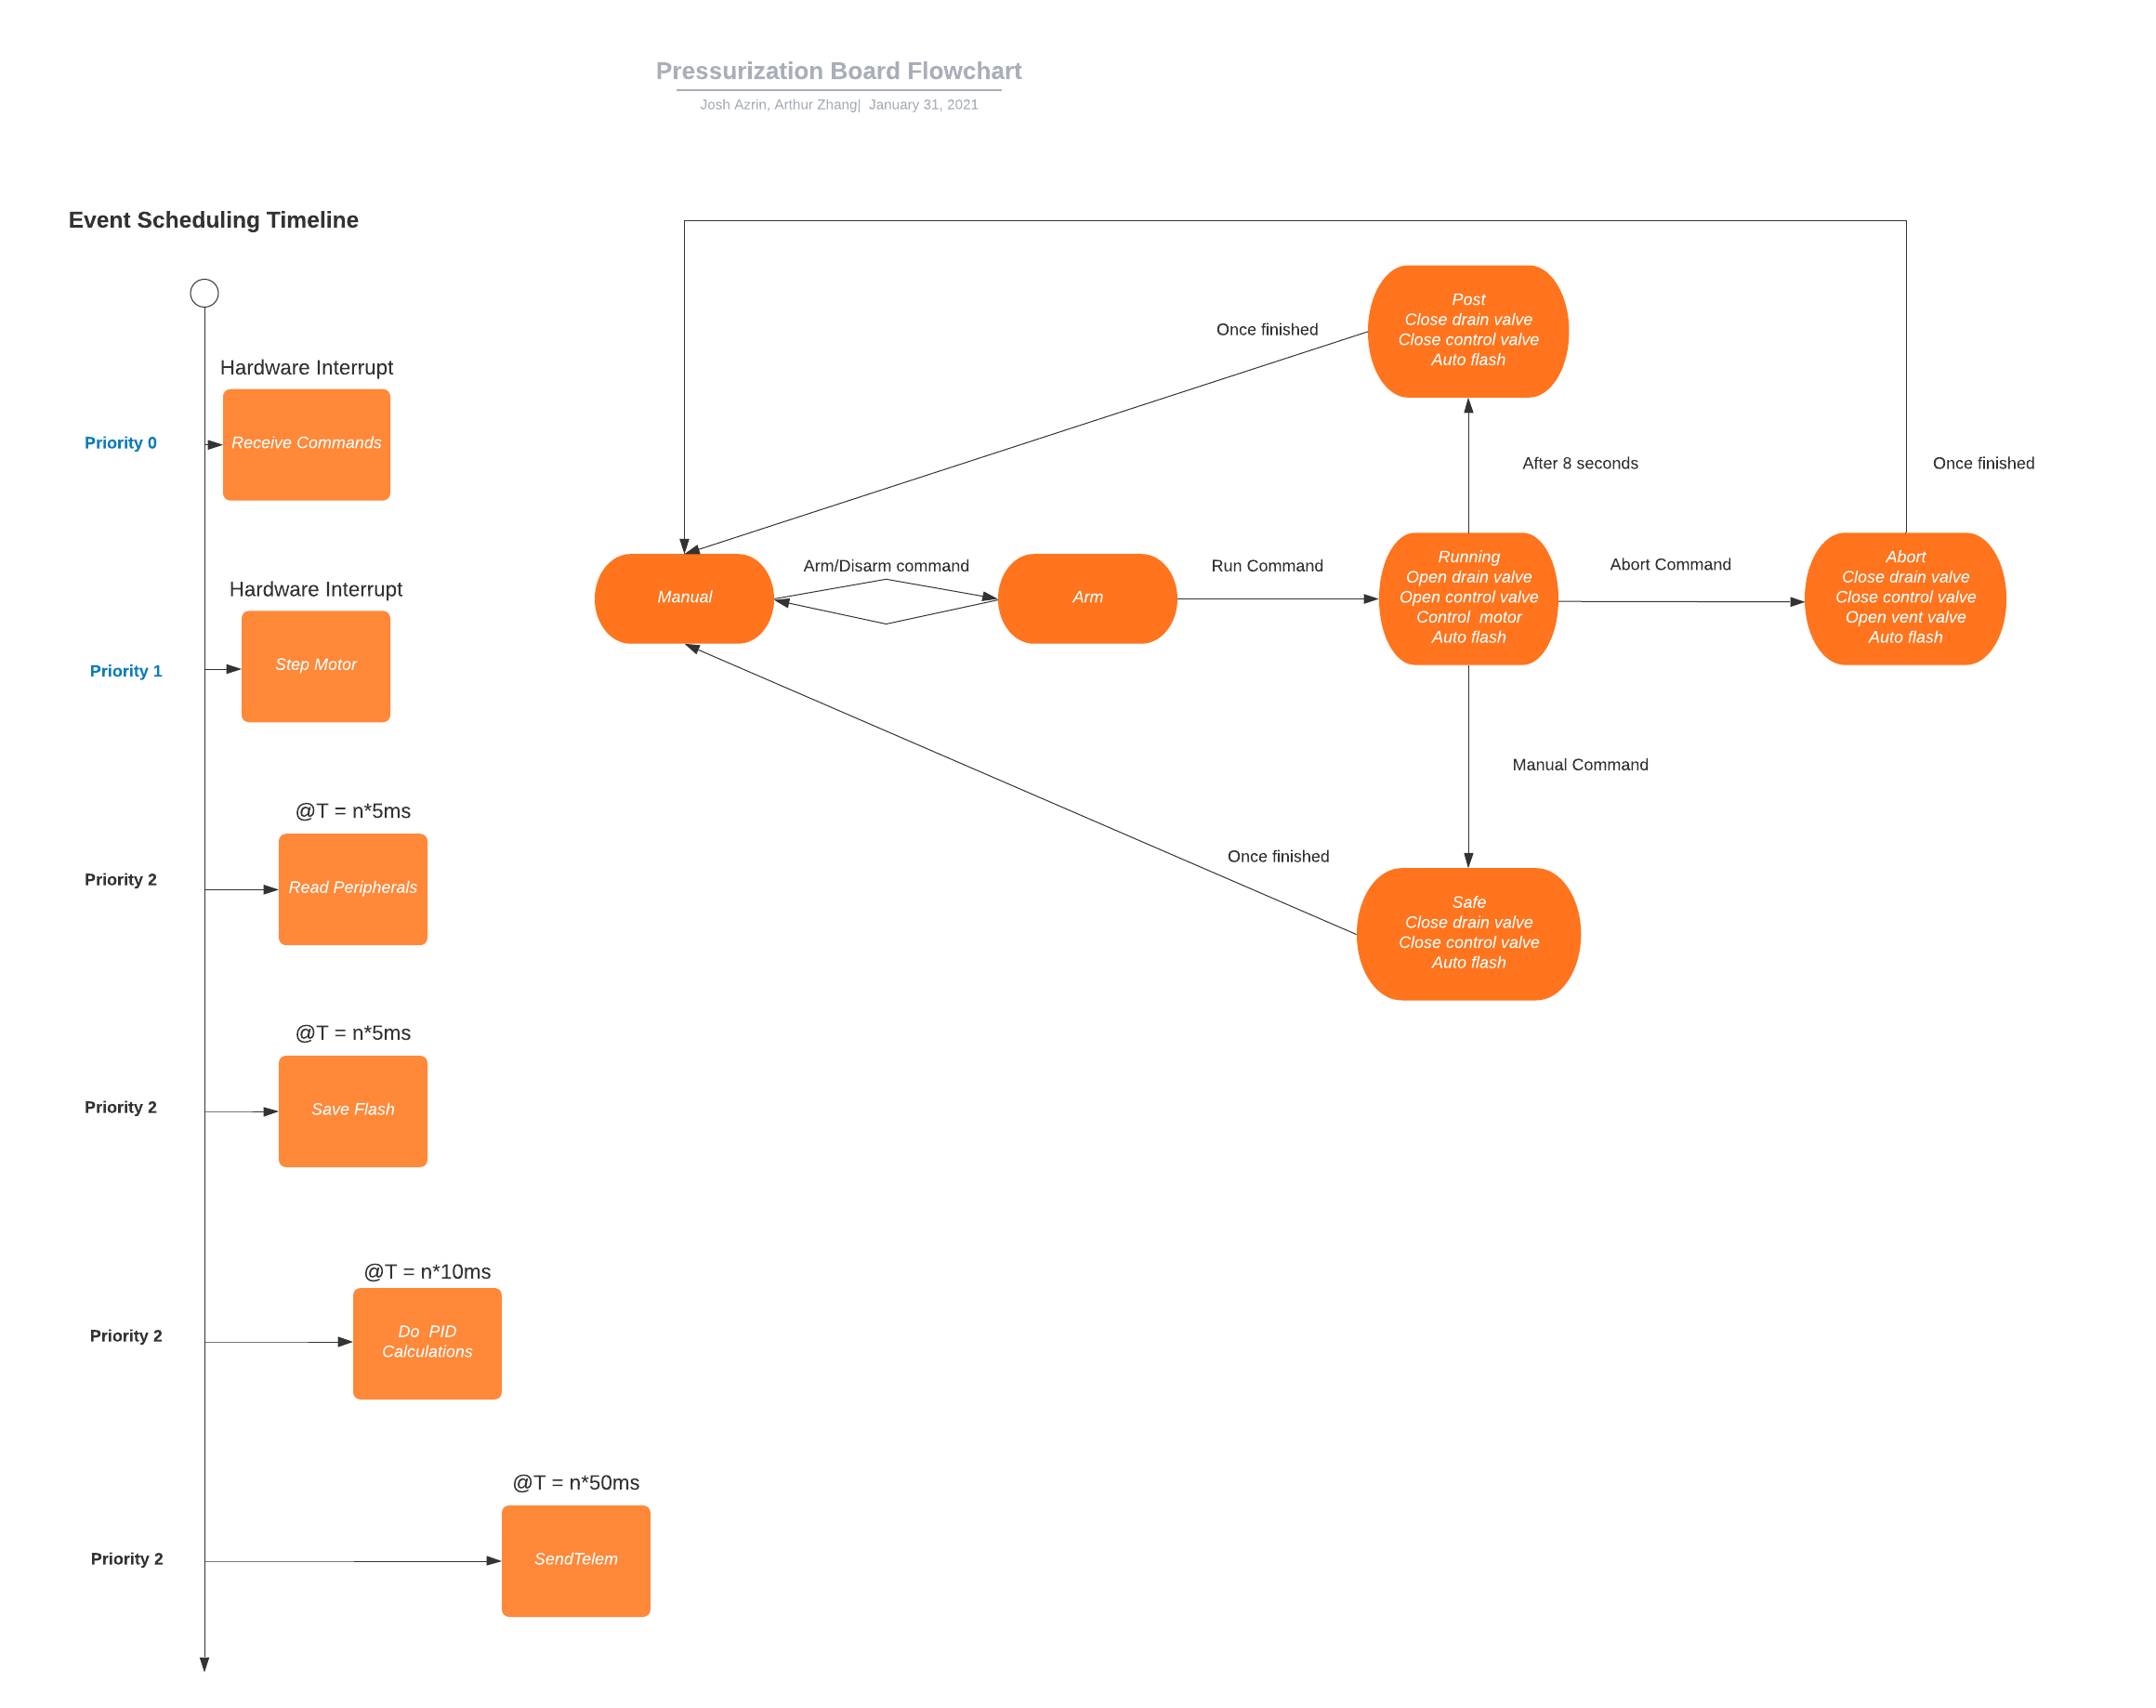 Pressurization Board Flowchart
Josh Azrin, Arthur Zhang|  January 31, 2021
Event Scheduling Timeline
Hardware Interrupt
Priority 0
Receive Commands
Hardware Interrupt
Priority 1
Step Motor
@T = n*5ms
Priority 2
Read Peripherals
@T = n*5ms
Priority 2
Save Flash
@T = n*10ms
Priority 2
Do  PID
Calculations
@T = n*50ms
Priority 2
SendTelem
Manual
Arm/Disarm command
Arm
Run Command
Running
Open drain valve
Open control valve
Control  motor
Auto flash
After 8 seconds
Post
Close drain valve
Close control valve
Auto flash
Once finished
Abort Command
Abort
Close drain valve
Close control valve
Open vent valve
Auto flash
Once finished
Manual Command
Safe
Close drain valve
Close control valve
Auto flash
Once finished